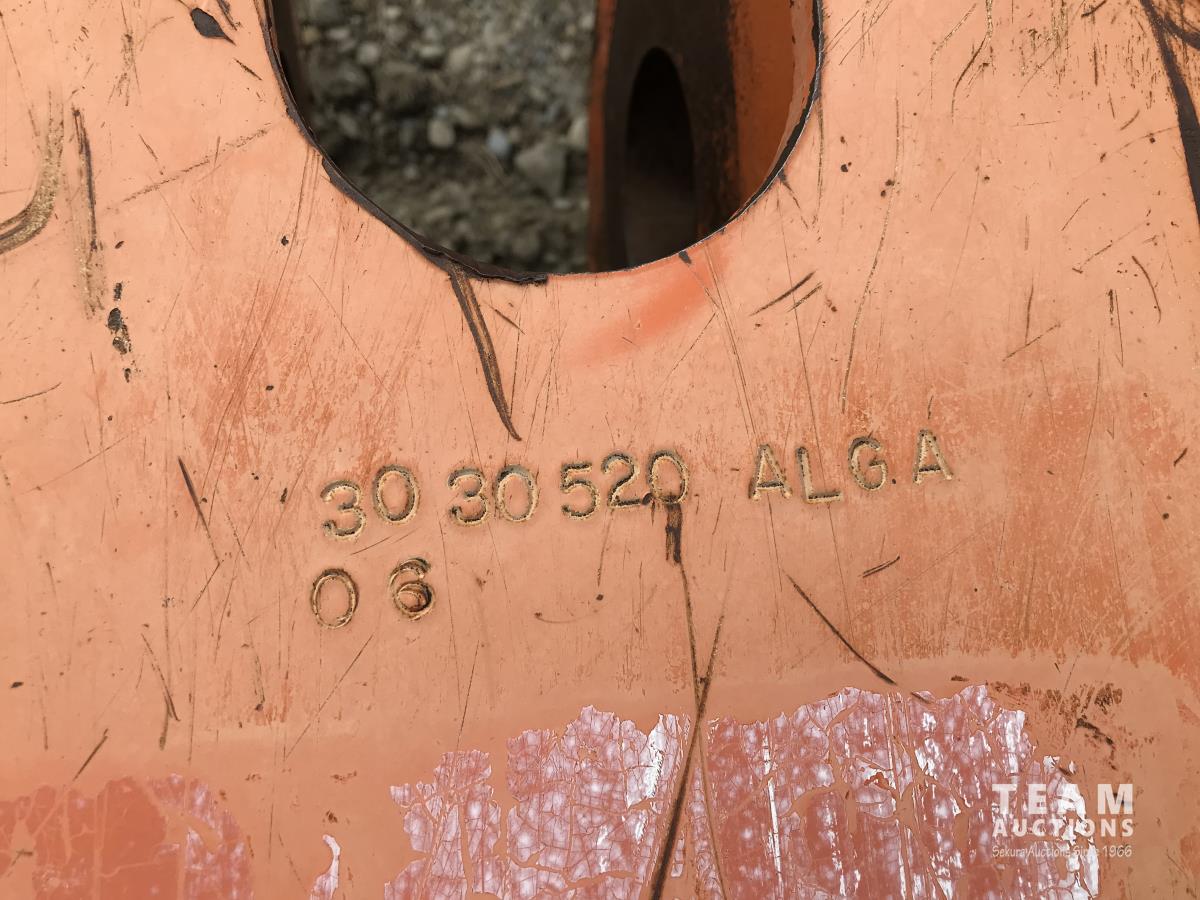 30 30 520 ALG.A
06
TEAM
AUCTIONS
Sekura Auctions Since 1966